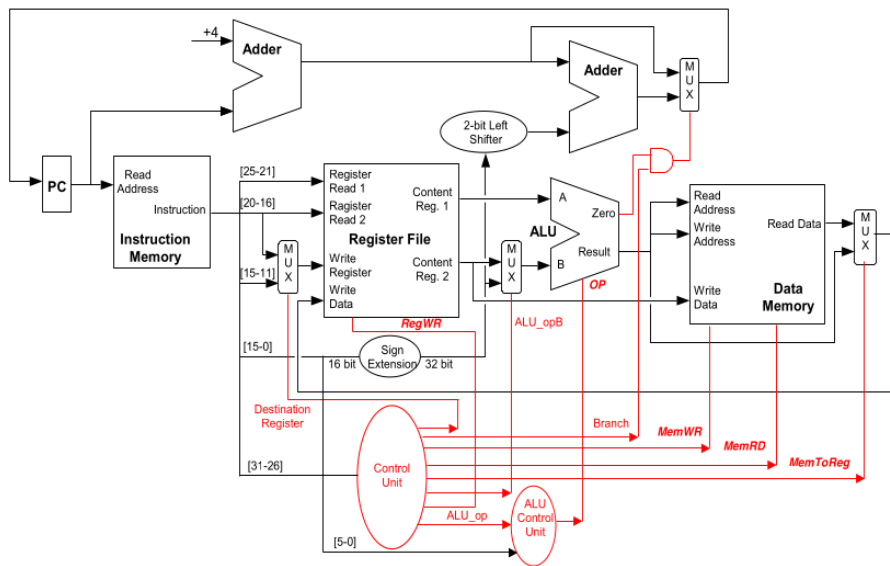 +4
Adder
Adder
M
U
X
2-bit Left
Shifter
PC
Read
Address
Instruction
Instruction
Memory
[25-21]
[20-16]
[15-11]
M
U
X
Register
Read 1
Ragister
Read 2
Content
Reg. 1
Register File
Write
Register
Content
Reg. 2
Write
Data
RegWR
M
U
X
A
Zero
ALU
Result
B
OP
ALU_opB
Read
Address
Write
Address
Read Data
Write
Data
Data
Memory
M
U
X
[15-0]
16 bit
Sign
Extension
32 bit
Destination
Register
Branch
MemWR
MemRD
MemToReg
[31-26]
Control
Unit
ALU_op
ALU
Control
Unit
[5-0]